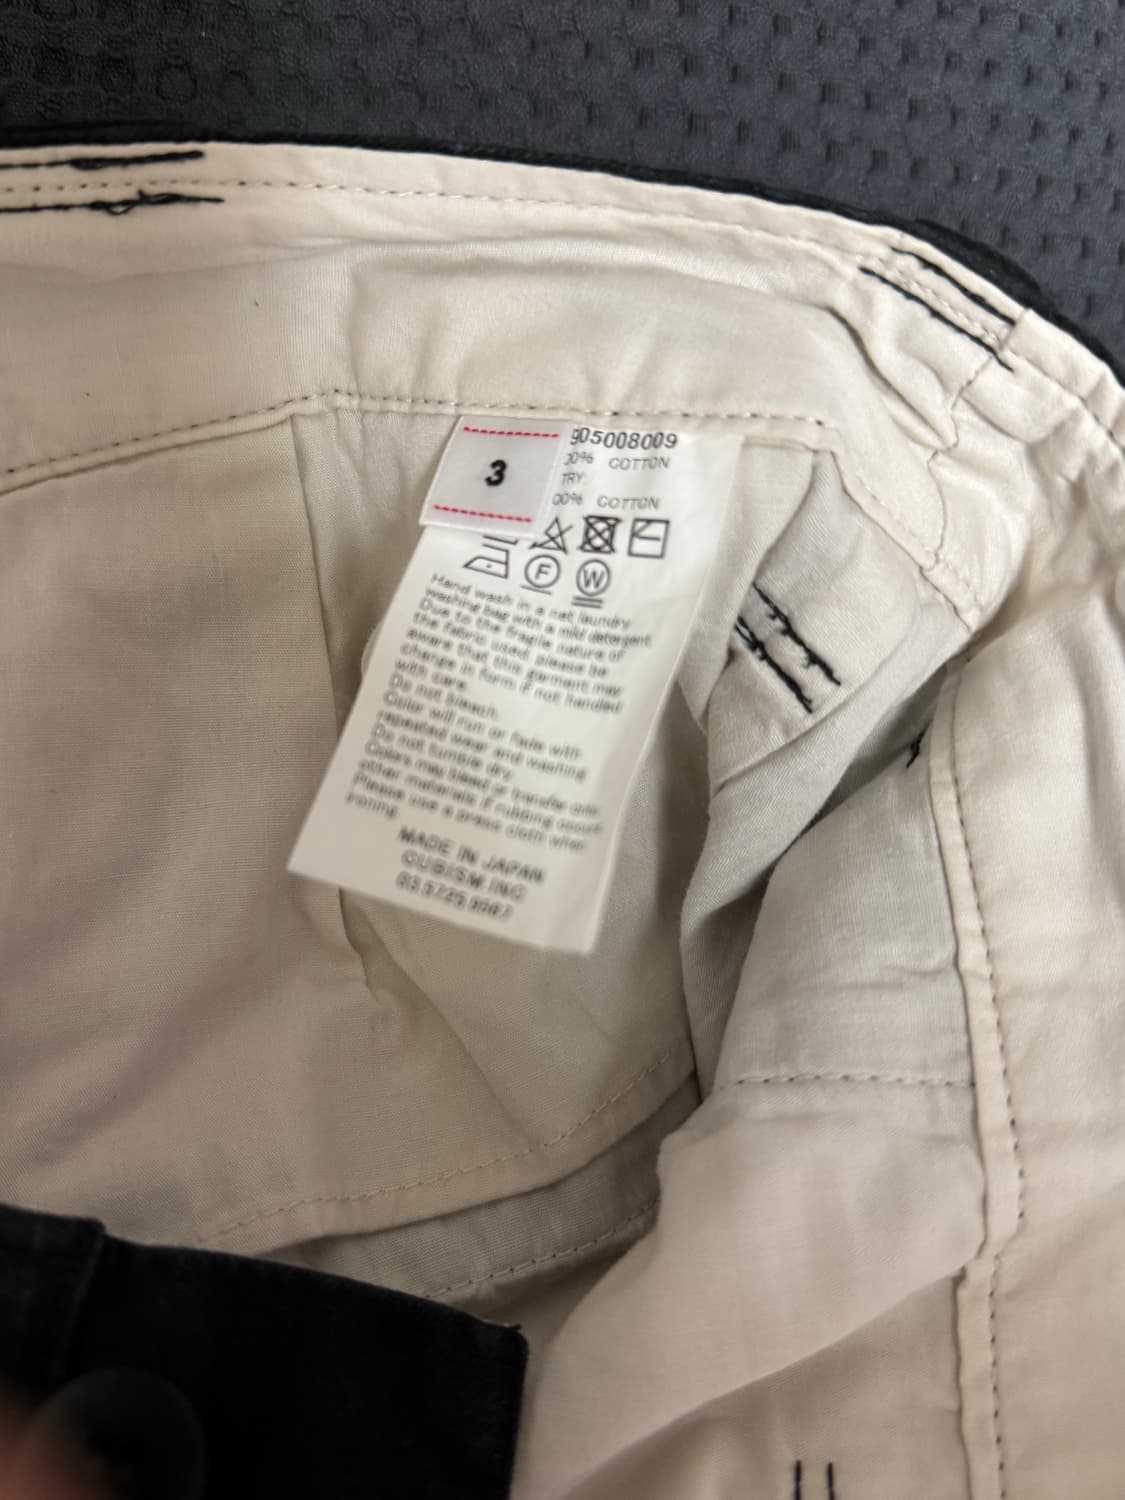 3
905008009
00% COTTON
TRY:
00% COTTON
F
W
Hand wash in a net laundry
washing bag with a mild detergent
Due to the fragile nature of
the fabric used, please be
aware that this garment may
change in form if not handled
with care.
Do not bleach.
Color will run or fade with
repeated wear and washing
Do not tumble dry.
Colors may bleed or transfer onto
other materials if rubbing occurs
Please use a press cloth when
ironing.
MADE IN JAPAN
CUBISM.INC